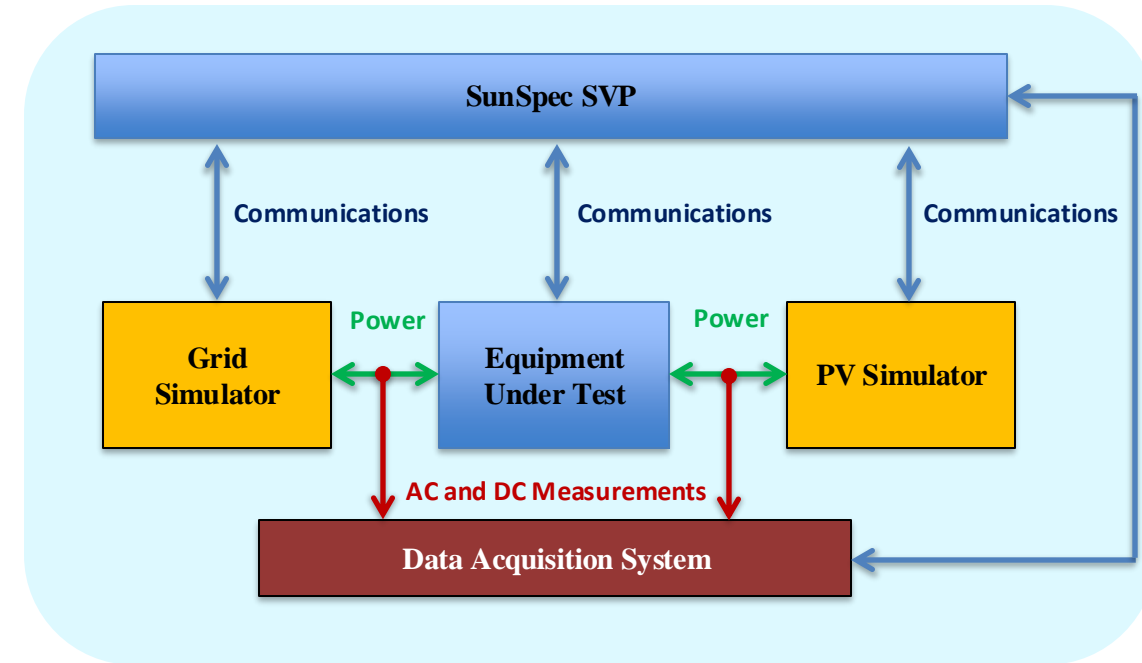 SunSpec SVP
Communications
Communications
Communications
Power
Power
Grid
Simulator
Equipment
Under Test
PV Simulator
AC and DC Measurements
Data Acquisition System